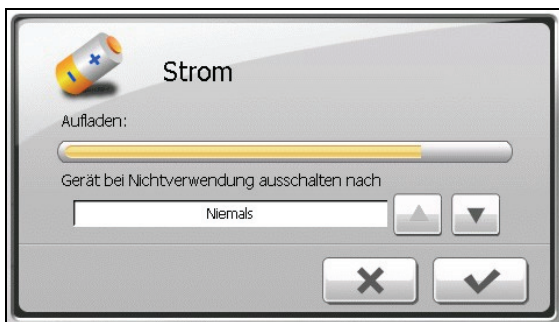 Strom
Aufladen:
Gerät bei Nichtverwendung ausschalten nach
Niemals